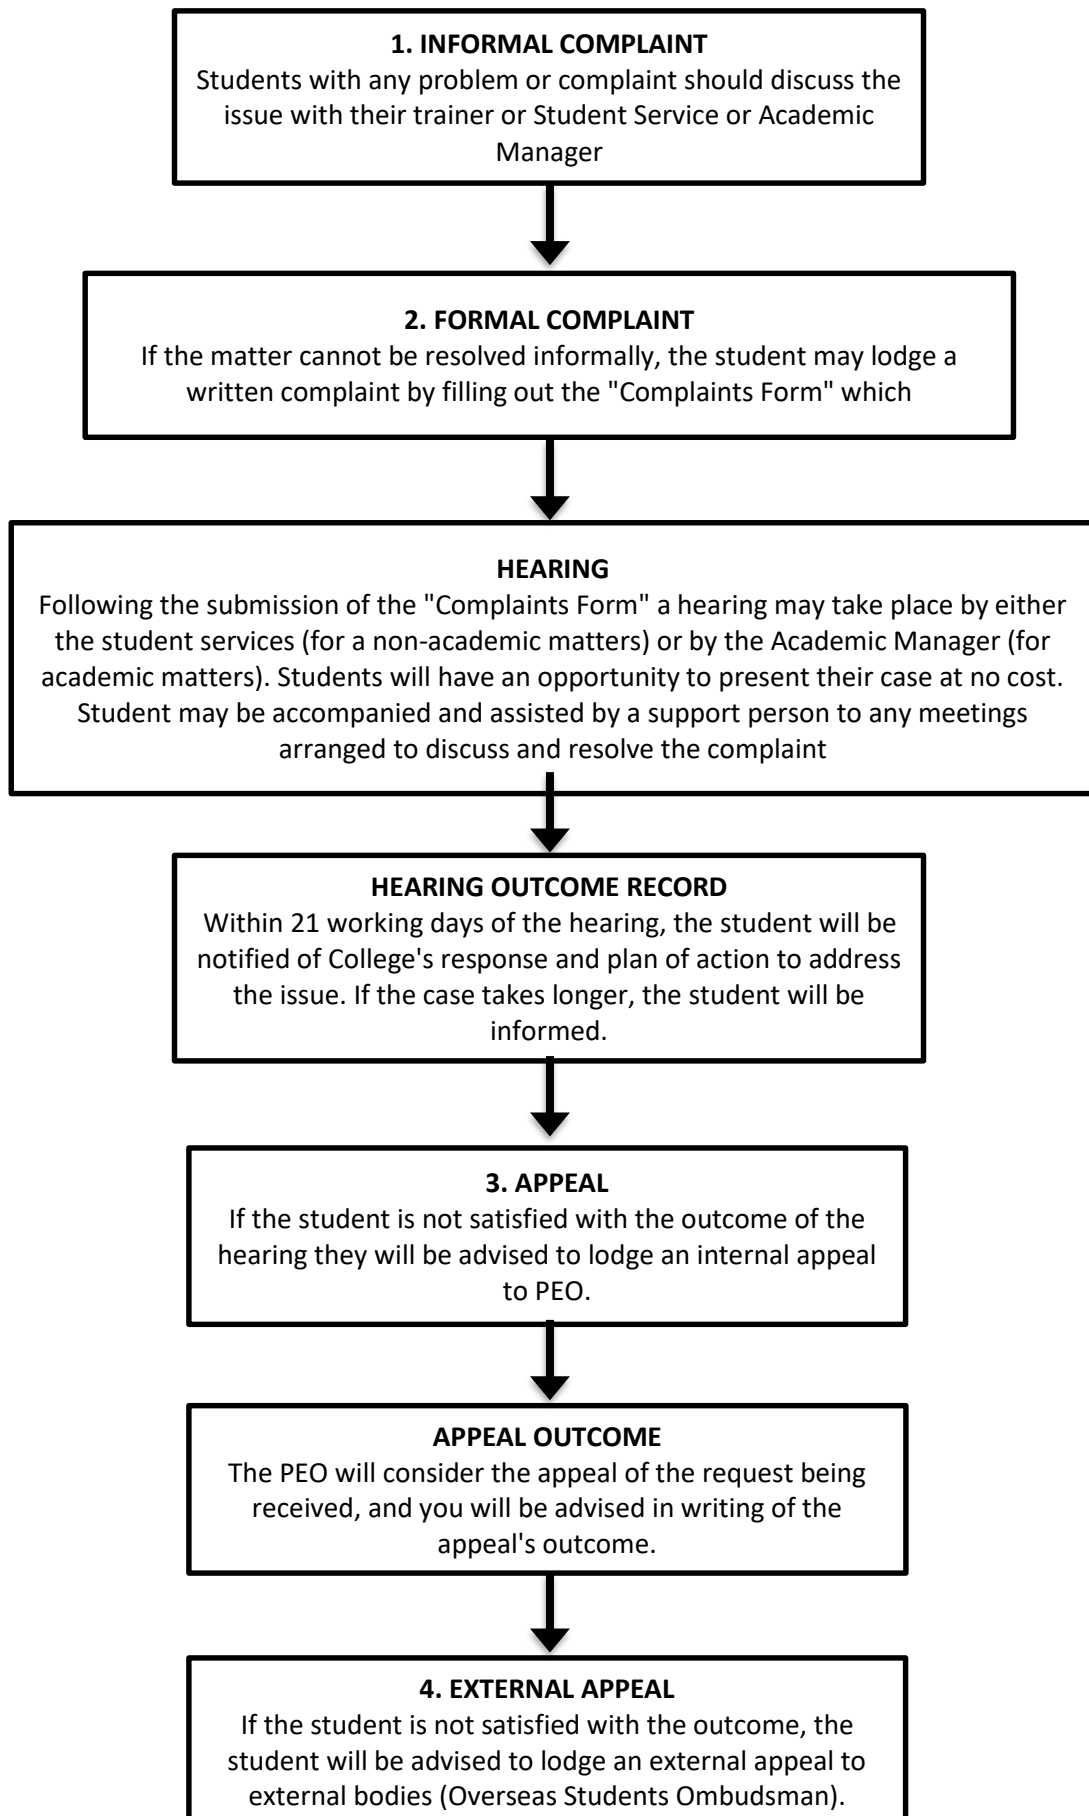 1. INFORMAL COMPLAINT
Students with any problem or complaint should discuss the
issue with their trainer or Student Service or Academic
Manager
2. FORMAL COMPLAINT
If the matter cannot be resolved informally, the student may lodge a
written complaint by filling out the "Complaints Form" which
HEARING
Following the submission of the "Complaints Form" a hearing may take place by either
the student services (for a non-academic matters) or by the Academic Manager (for
academic matters). Students will have an opportunity to present their case at no cost.
Student may be accompanied and assisted by a support person to any meetings
arranged to discuss and resolve the complaint
HEARING OUTCOME RECORD
Within 21 working days of the hearing, the student will be
notified of College's response and plan of action to address
the issue. If the case takes longer, the student will be
informed.
3. APPEAL
If the student is not satisfied with the outcome of the
hearing they will be advised to lodge an internal appeal
to PEO.
APPEAL OUTCOME
The PEO will consider the appeal of the request being
received, and you will be advised in writing of the
appeal's outcome.
4. EXTERNAL APPEAL
If the student is not satisfied with the outcome, the
student will be advised to lodge an external appeal to
external bodies (Overseas Students Ombudsman).